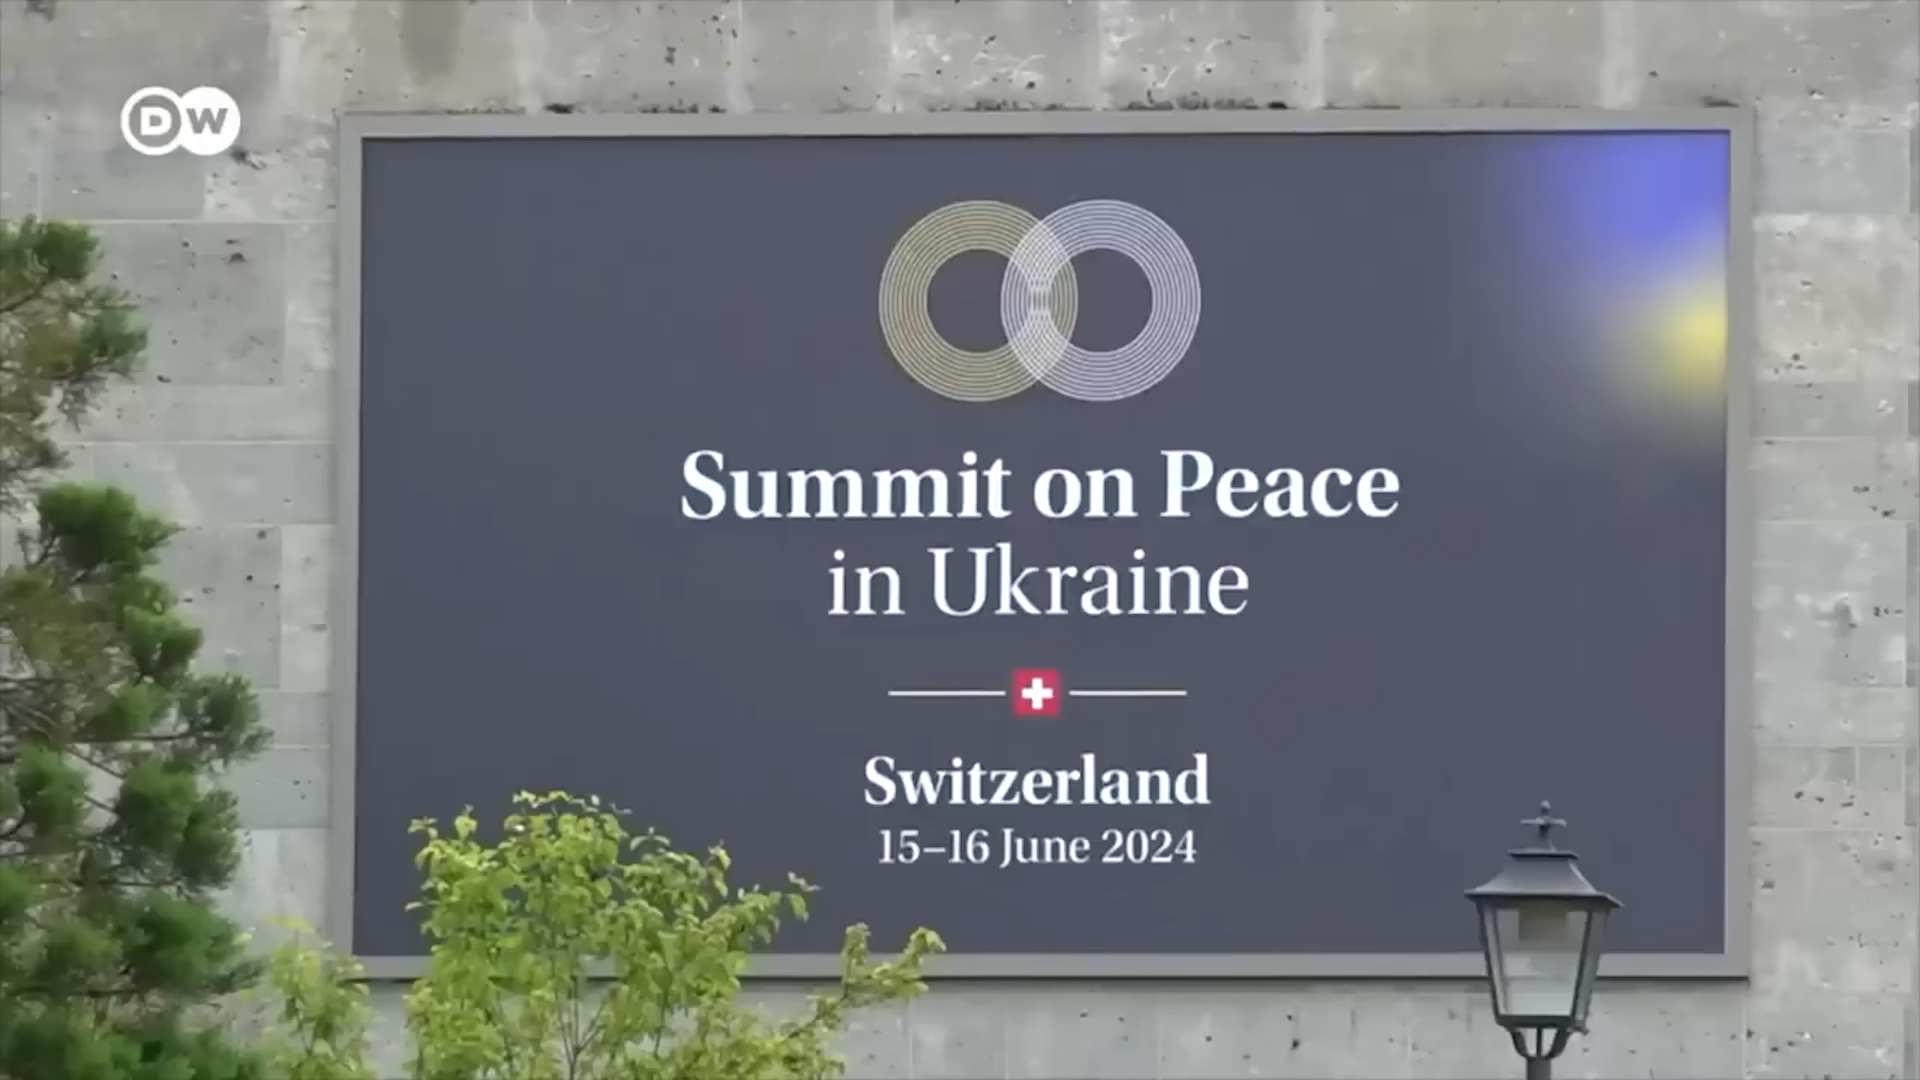 DW
Summit on Peace
in Ukraine
Switzerland
15–16 June 2024